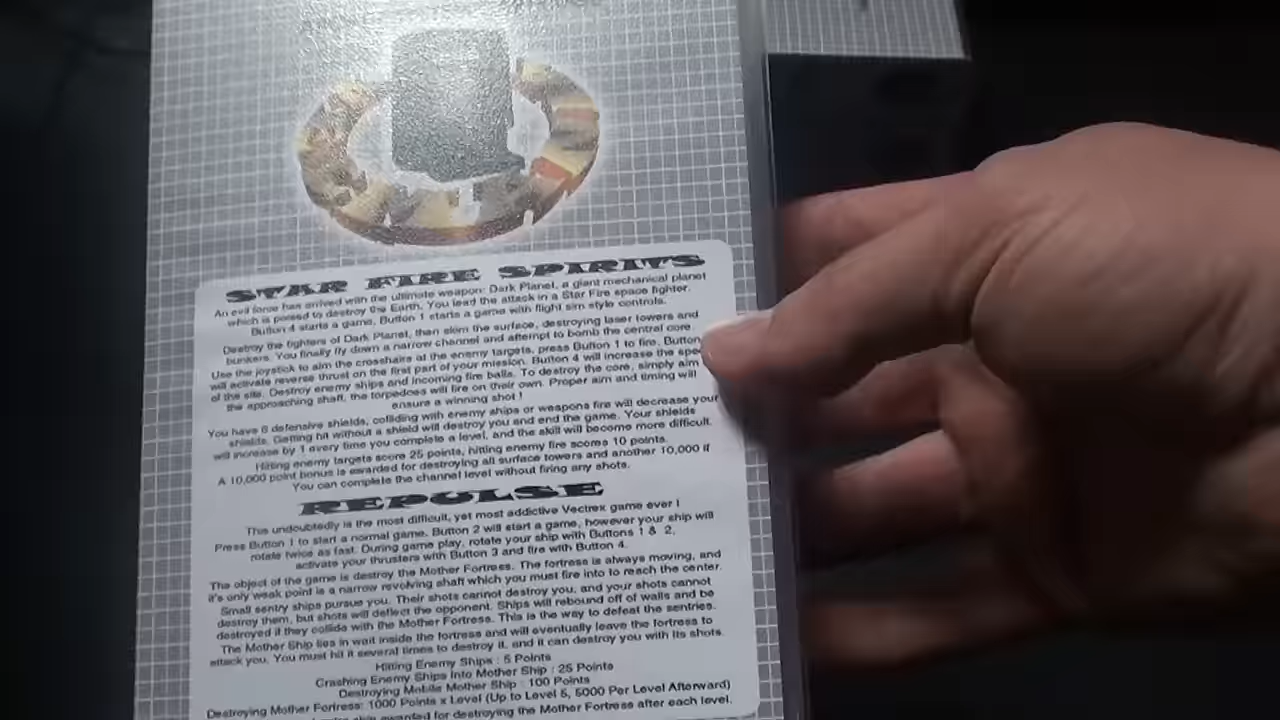 STAR FIRE SPIRITS
An evil force has arrived with the ultimate weapon: Dark Planet, a giant mechanical planet
which is poised to destroy the Earth. You lead the attack in a Star Fire space fighter.
Button 4 starts a game, Button 1 starts a game with flight sim style controls.
Destroy the fighters of Dark Planet, then skim the surface, destroying laser towers and
bunkers. You finally fly down a narrow channel and attempt to bomb the central core.
Use the joystick to aim the crosshairs at the enemy targets, press Button 1 to fire. Button
will activate reverse thrust on the first part of your mission. Button 4 will increase the spe
of the site. Destroy enemy ships and incoming fire balls. To destroy the core, simply aim
the approaching shaft, the torpedoes will fire on their own. Proper aim and timing will
ensure a winning shot !
You have 6 defensive shields, colliding with enemy ships or weapons fire will decrease your
shields. Getting hit without a shield will destroy you and end the game. Your shields
will increase by 1 every time you complete a level, and the skill will become more difficult.
Hitting enemy targets score 25 points, hitting enemy fire scores 10 points.
A 10,000 point bonus is awarded for destroying all surface towers and another 10,000 if
You can complete the channel level without firing any shots.
REPULSE
This undoubtedly is the most difficult, yet most addictive Vectrex game ever !
Press Button 1 to start a normal game. Button 2 will start a game, however your ship will
rotate twice as fast. During game play, rotate your ship with Buttons 1 & 2,
activate your thrusters with Button 3 and fire with Button 4.
The object of the game is destroy the Mother Fortress. The fortress is always moving, and
it's only weak point is a narrow revolving shaft which you must fire into to reach the center.
Small sentry ships pursue you. Their shots cannot destroy you, and your shots cannot
destroy them, but shots will deflect the opponent. Ships will rebound off of walls and be
destroyed if they collide with the Mother Fortress. This is the way to defeat the sentries.
The Mother Ship lies in wait inside the fortress and will eventually leave the fortress to
attack you. You must hit it several times to destroy it, and it can destroy you with its shots.
Hitting Enemy Ships : 5 Points
Crashing Enemy Ships Into Mother Ship : 25 Points
Destroying Mobile Mother Ship : 100 Points
Destroying Mother Fortress: 1000 Points x Level (Up to Level 5, 5000 Per Level Afterward)
ship awarded for destroying the Mother Fortress after each level.